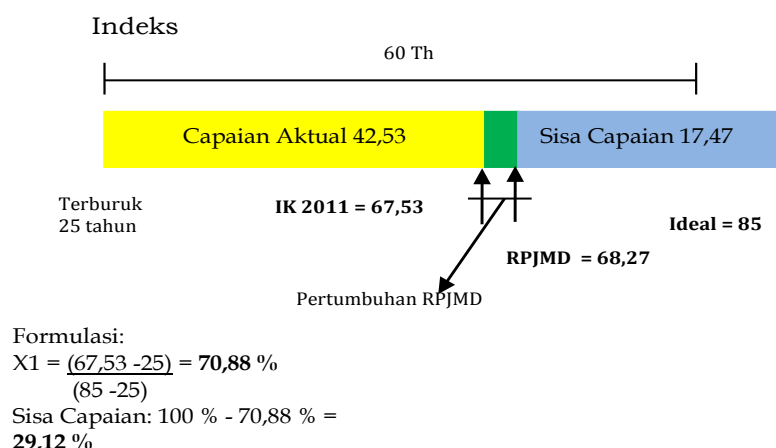 Indeks
60 Th
Capaian Aktual 42,53
Sisa Capaian 17,47
Terburuk
25 tahun
IK 2011 = 67,53
Ideal = 85
RPJMD = 68,27
Pertumbuhan RPJMD
Formulasi:
X1 = (67,53 -25) = 70,88 %
(85 -25)
Sisa Capaian: 100 % - 70,88 % =
29,12 %